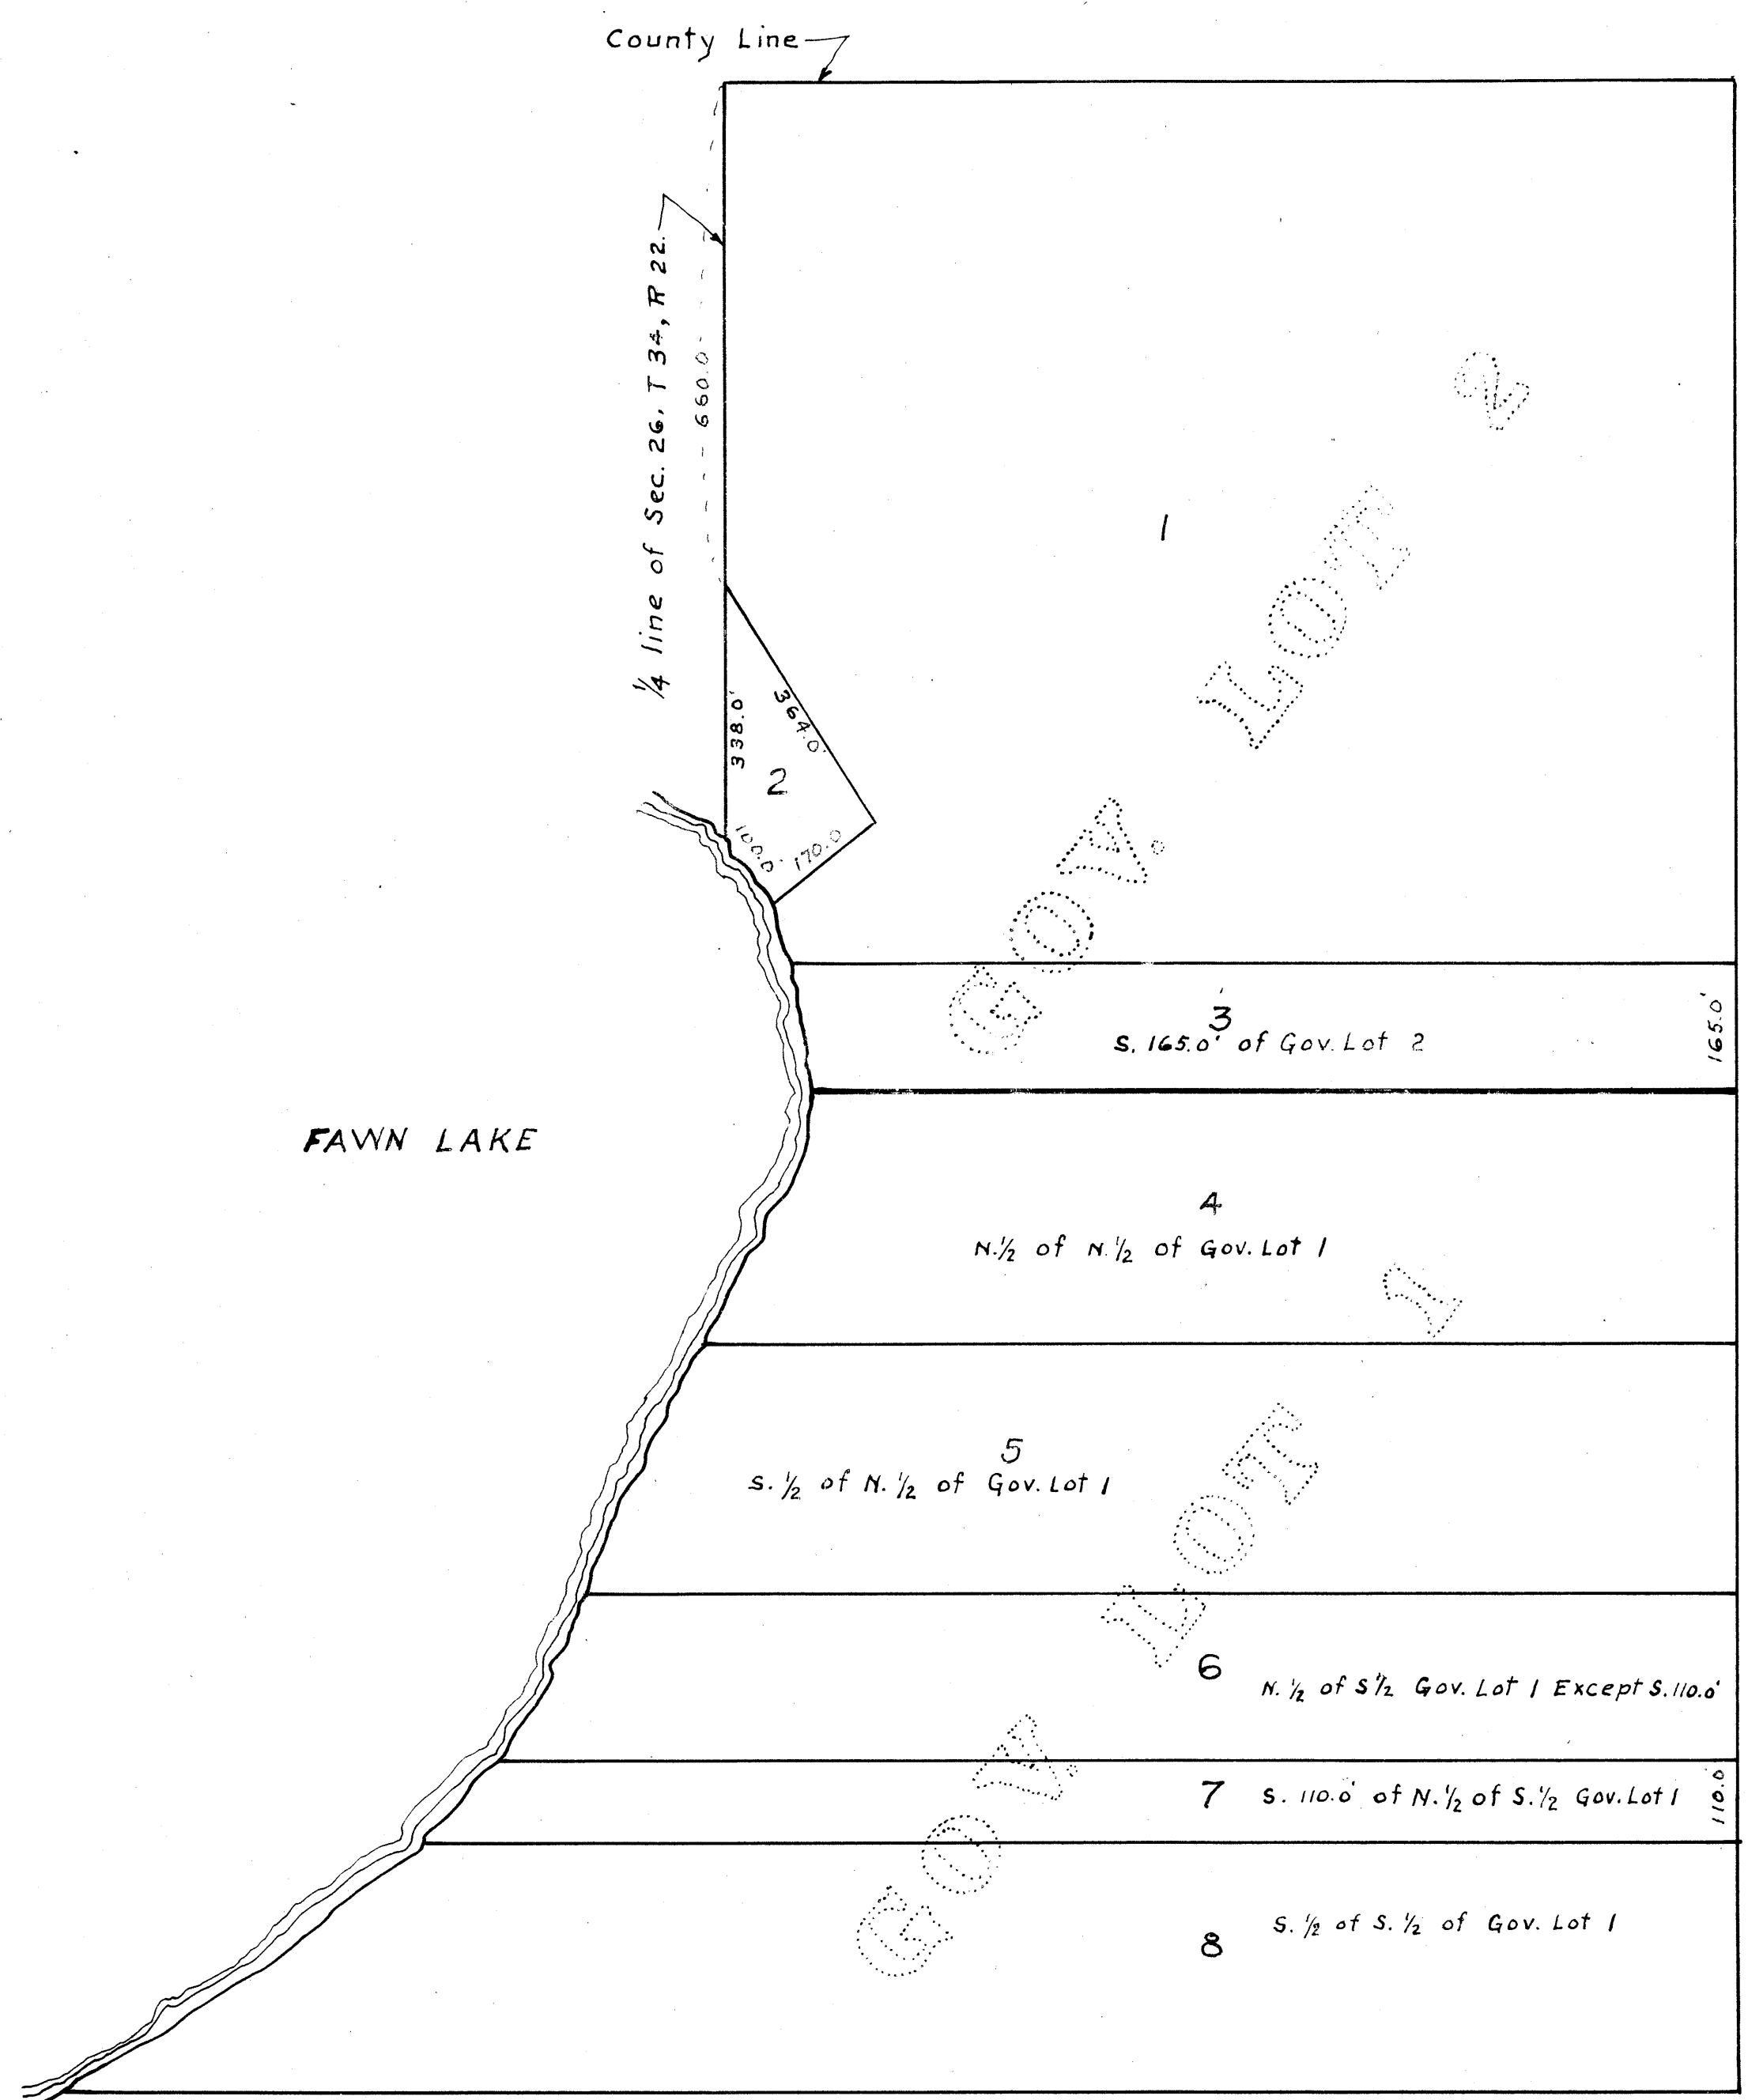 County Line
1/4 line of Sec. 26, T 34, R 22.
660.0
GOV. LOT 2
1
338.0'
364.0'
2
100.0'
170.0
3
S. 165.0' of Gov. Lot 2
165.0'
FAWN LAKE
4
N. 1/2 of N. 1/2 of Gov. Lot 1
GOV. LOT 1
5
S. 1/2 of N. 1/2 of Gov. Lot 1
6
N. 1/2 of S 1/2 Gov. Lot 1 Except S. 110.0'
7
S. 110.0' of N. 1/2 of S. 1/2 Gov. Lot 1
110.0'
8
S. 1/2 of S. 1/2 of Gov. Lot 1